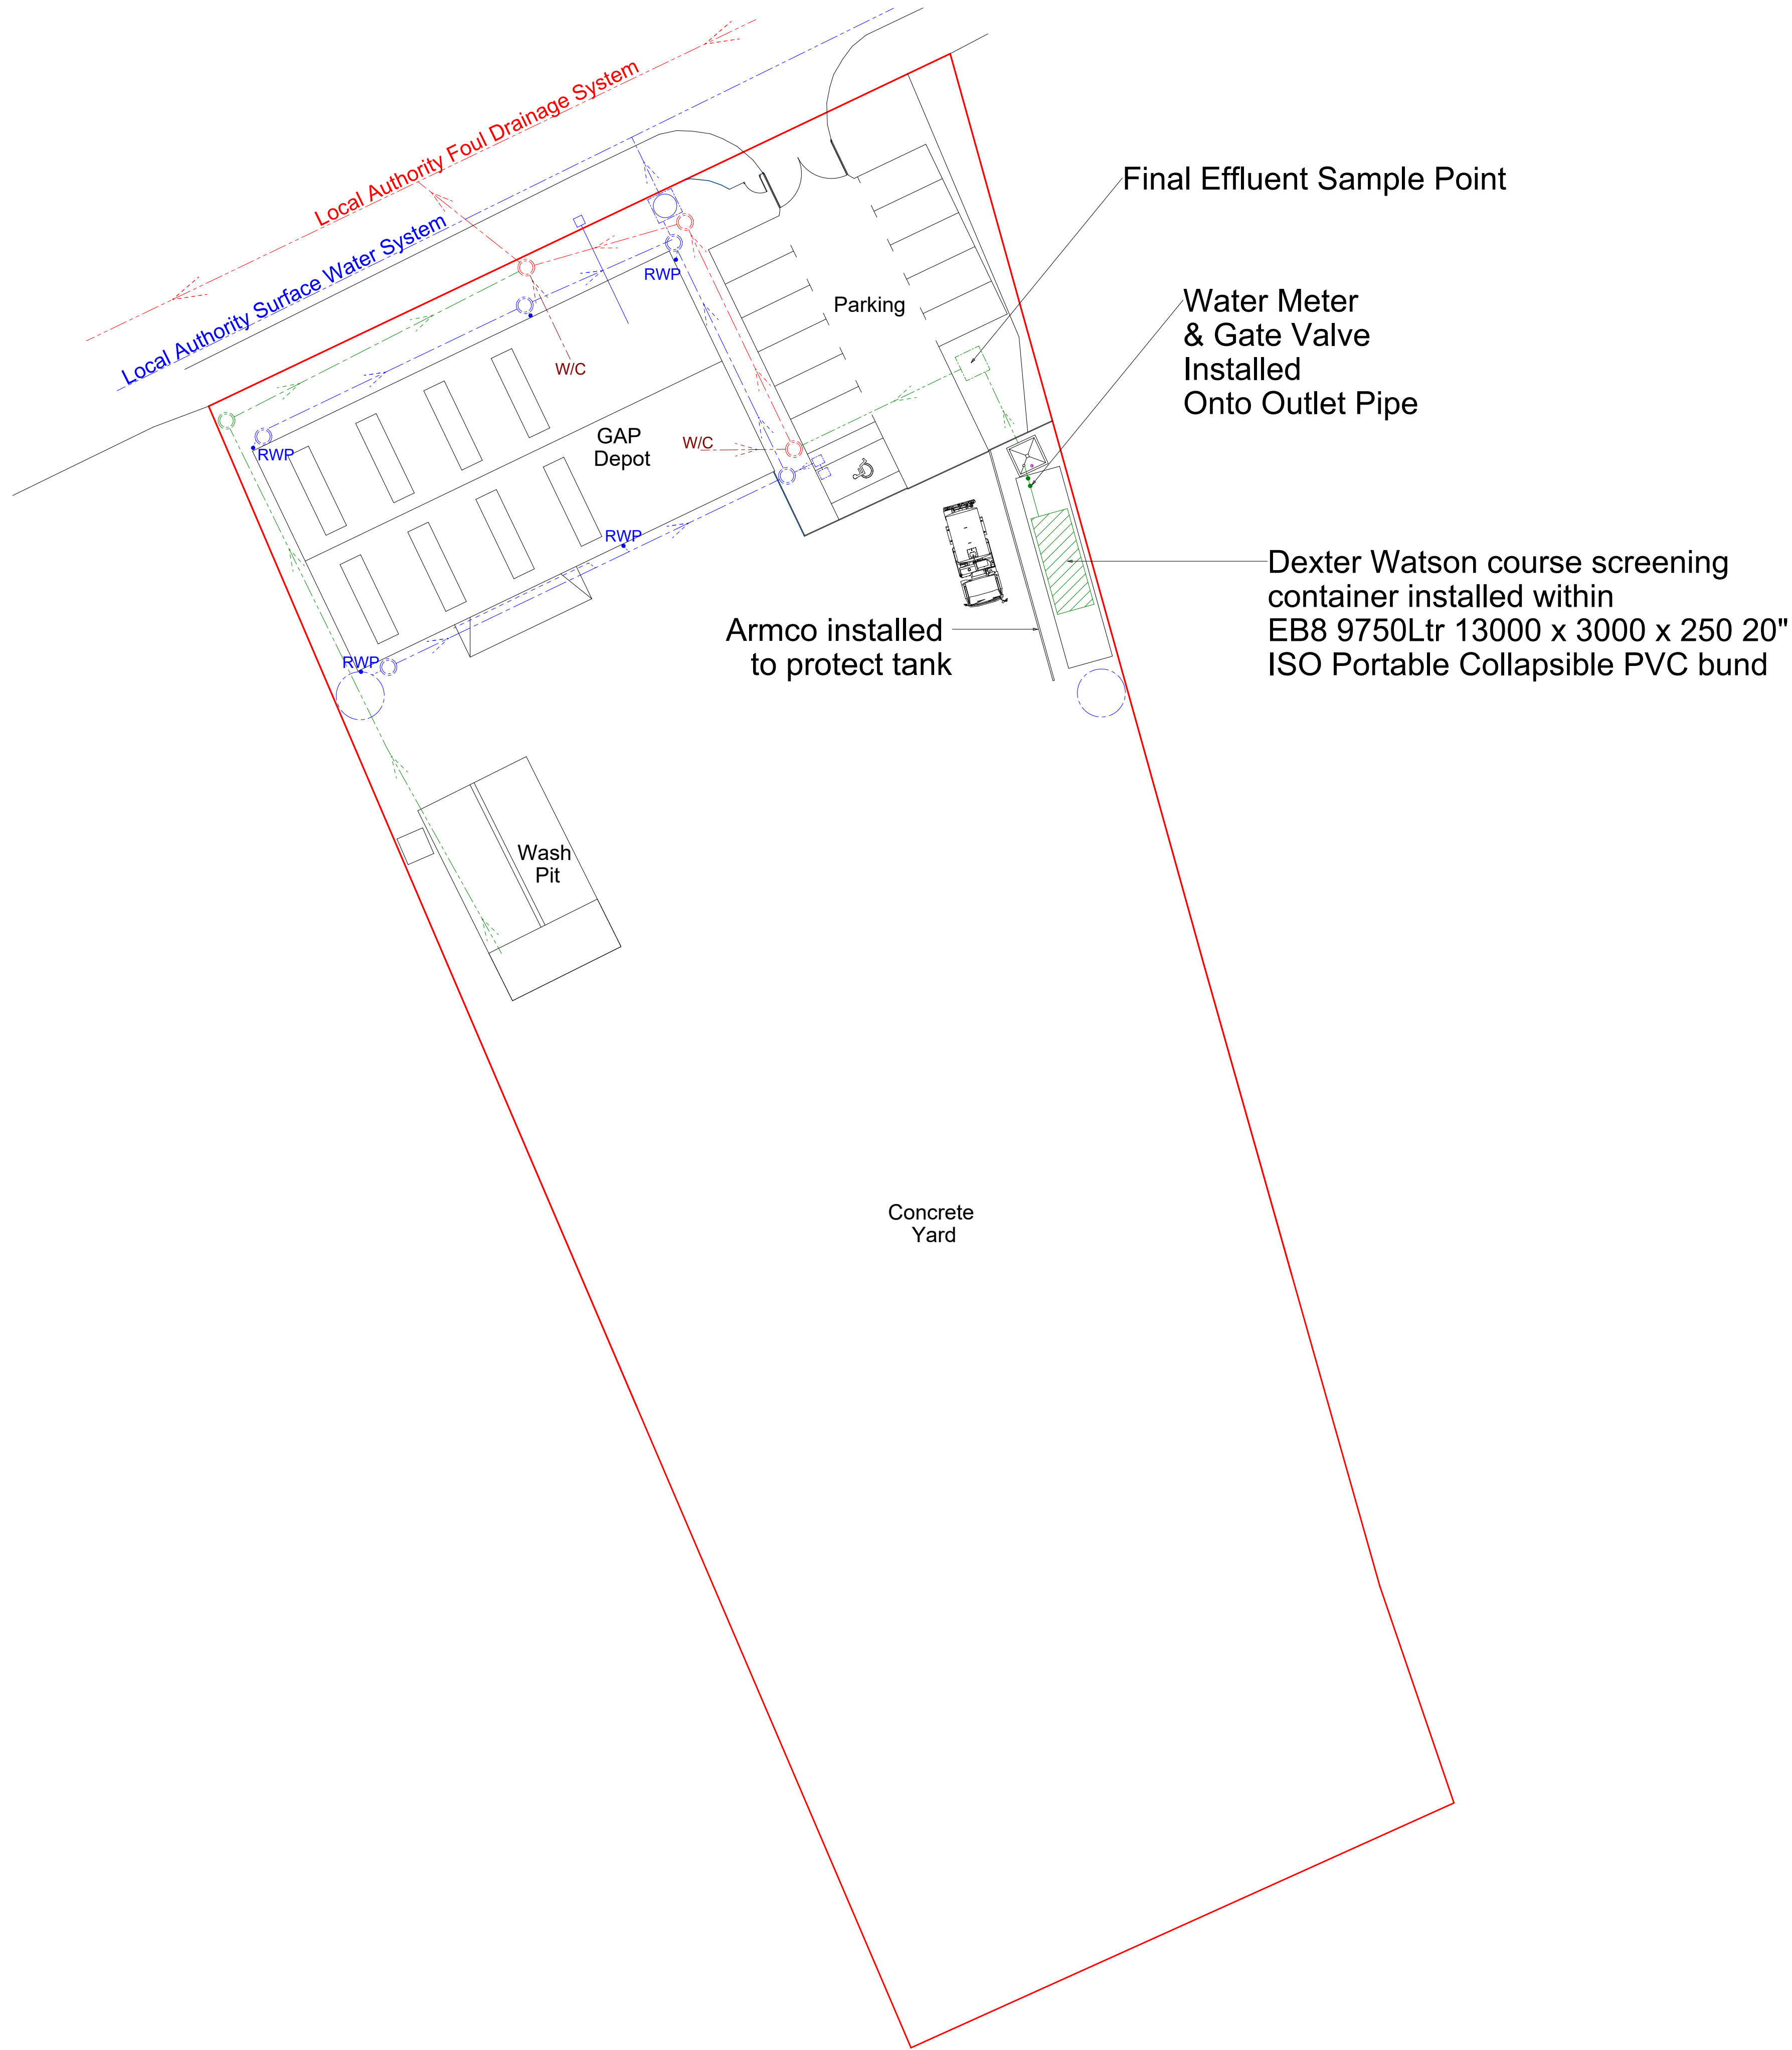 Local Authority Foul Drainage System
Local Authority Surface Water System
Final Effluent Sample Point
Water Meter
& Gate Valve
Installed
Onto Outlet Pipe
RWP
Parking
W/C
GAP
Depot
W/C
RWP
RWP
Dexter Watson course screening
container installed within
EB8 9750Ltr 13000 x 3000 x 250 20"
ISO Portable Collapsible PVC bund
Armco installed
to protect tank
RWP
Wash
Pit
Concrete
Yard